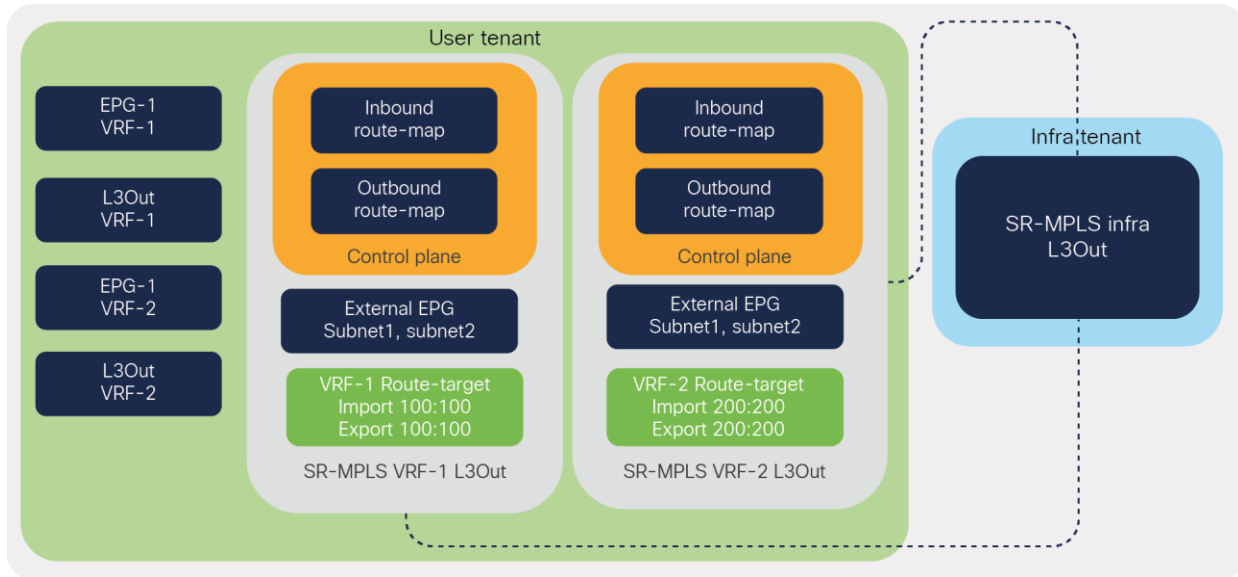 User tenant
EPG-1
VRF-1
L3Out
VRF-1
EPG-1
VRF-2
L3Out
VRF-2
Inbound
route-map
Outbound
route-map
Control plane
External EPG
Subnet1, subnet2
VRF-1 Route-target
Import 100:100
Export 100:100
SR-MPLS VRF-1 L3Out
Inbound
route-map
Outbound
route-map
Control plane
External EPG
Subnet1, subnet2
VRF-2 Route-target
Import 200:200
Export 200:200
SR-MPLS VRF-2 L3Out
Infra tenant
SR-MPLS infra
L3Out